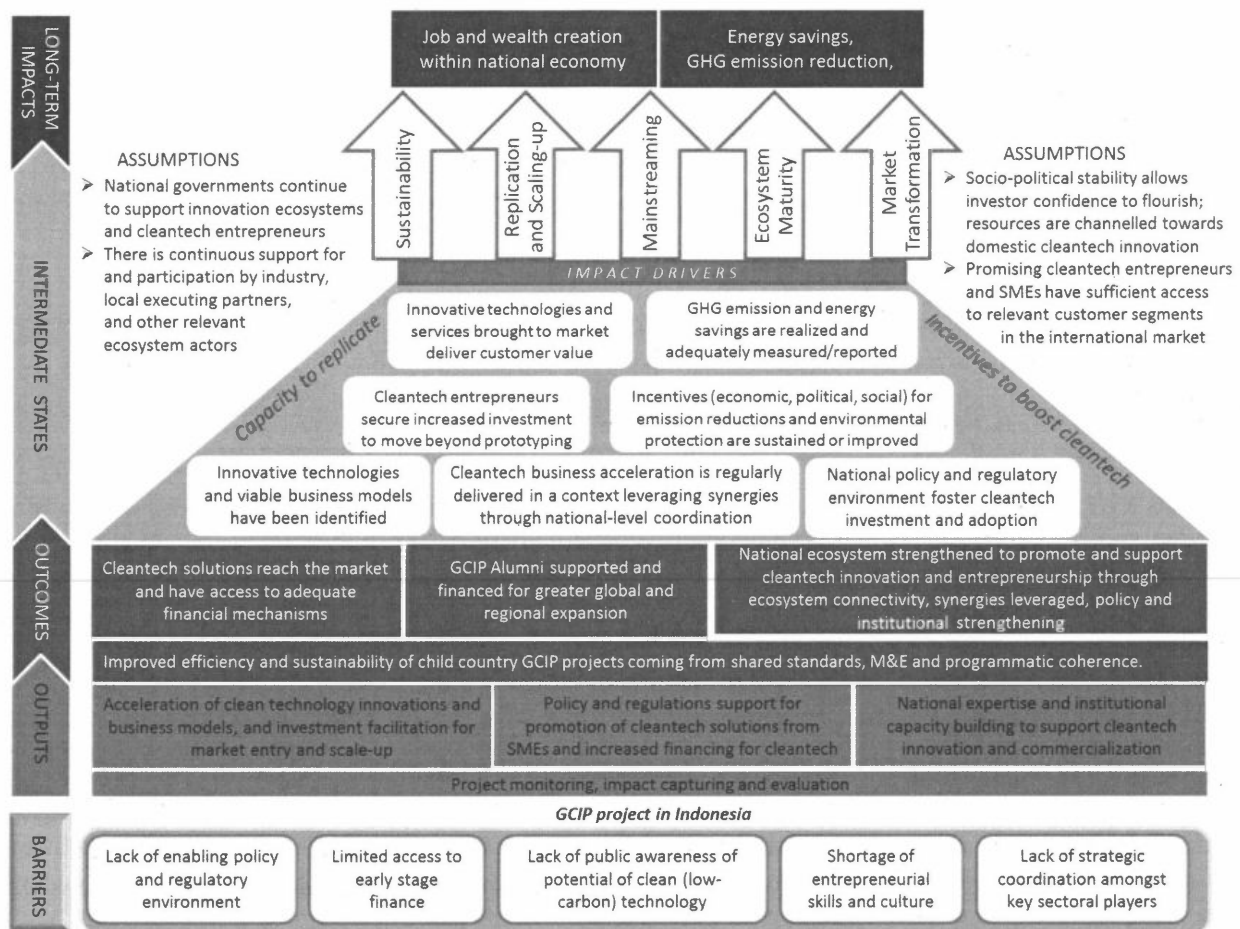 LONG-TERM
IMPACTS
Job and wealth creation
within national economy
Energy savings,
GHG emission reduction,
Sustainability
Replication
and Scaling-up
Mainstreaming
Ecosystem
Maturity
Market
Transformation
ASSUMPTIONS
➢ National governments continue
to support innovation ecosystems
and cleantech entrepreneurs
➢ There is continuous support for
and participation by industry,
local executing partners,
and other relevant
ecosystem actors
ASSUMPTIONS
➢ Socio-political stability allows
investor confidence to flourish;
resources are channelled towards
domestic cleantech innovation
➢ Promising cleantech entrepreneurs
and SMEs have sufficient access
to relevant customer segments
in the international market
IMPACT DRIVERS
INTERMEDIATE STATES
Capacity to replicate
Incentives to boost cleantech
Innovative technologies and
services brought to market
deliver customer value
GHG emission and energy
savings are realized and
adequately measured/reported
Cleantech entrepreneurs
secure increased investment
to move beyond prototyping
Incentives (economic, political, social) for
emission reductions and environmental
protection are sustained or improved
Innovative technologies
and viable business models
have been identified
Cleantech business acceleration is regularly
delivered in a context leveraging synergies
through national-level coordination
National policy and regulatory
environment foster cleantech
investment and adoption
OUTCOMES
Cleantech solutions reach the market
and have access to adequate
financial mechanisms
GCIP Alumni supported and
financed for greater global and
regional expansion
National ecosystem strengthened to promote and support
cleantech innovation and entrepreneurship through
ecosystem connectivity, synergies leveraged, policy and
institutional strengthening
Improved efficiency and sustainability of child country GCIP projects coming from shared standards, M&E and programmatic coherence.
OUTPUTS
Acceleration of clean technology innovations and
business models, and investment facilitation for
market entry and scale-up
Policy and regulations support for
promotion of cleantech solutions from
SMEs and increased financing for cleantech
National expertise and institutional
capacity building to support cleantech
innovation and commercialization
Project monitoring, impact capturing and evaluation
GCIP project in Indonesia
BARRIERS
Lack of enabling policy
and regulatory
environment
Limited access to
early stage
finance
Lack of public awareness of
potential of clean (low-
carbon) technology
Shortage of
entrepreneurial
skills and culture
Lack of strategic
coordination amongst
key sectoral players